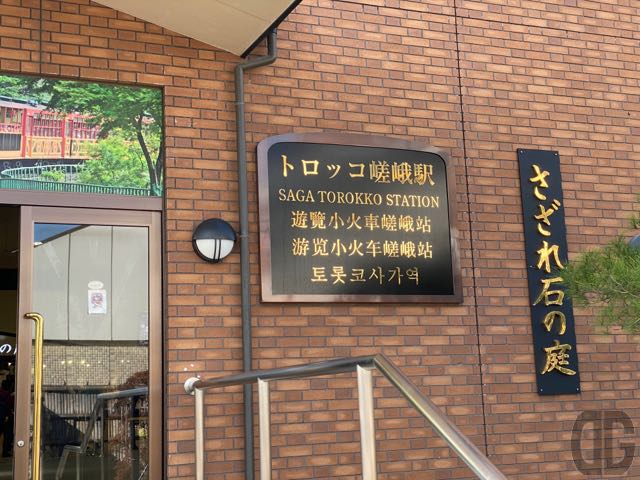 トロッコ嵯峨駅
SAGA TOROKKO STATION
遊覽小火車嵯峨站
游览小火车嵯峨站
토롯코사가역
さざれ石の庭